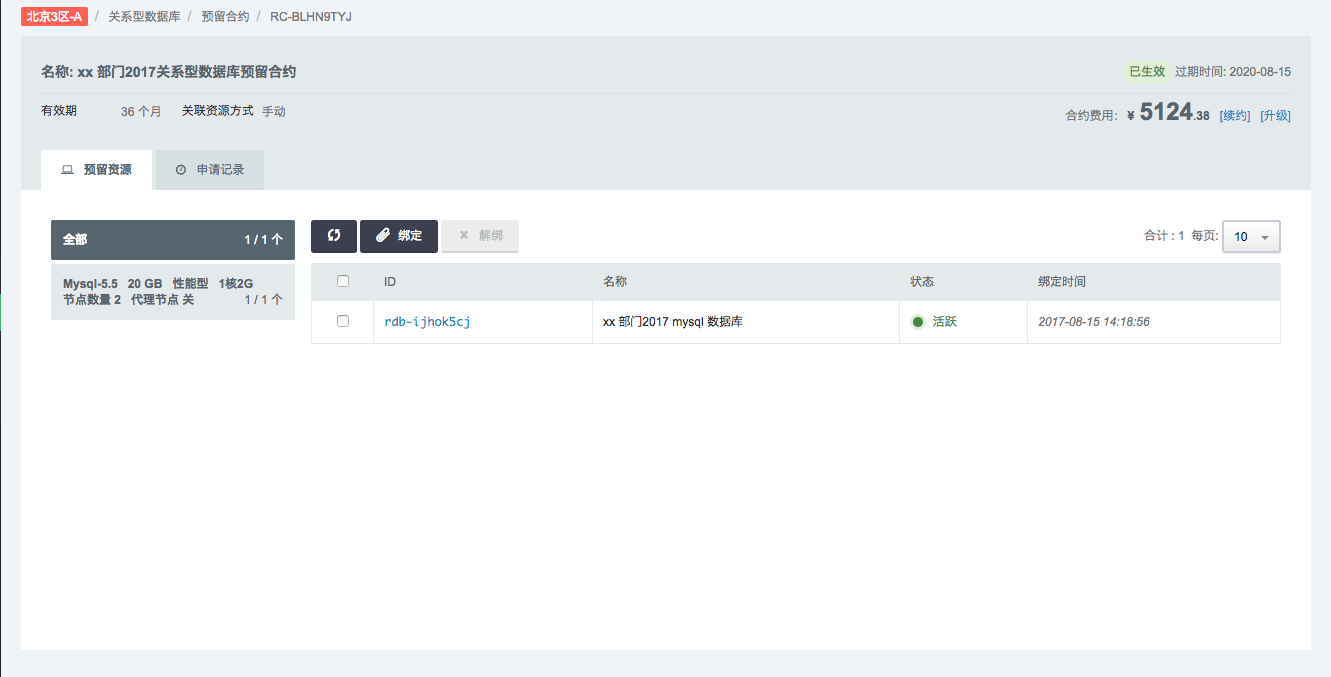 北京3区-A / 关系型数据库 / 预留合约 / RC-BLHN9TYJ
名称: xx 部门2017关系型数据库预留合约
已生效 过期时间: 2020-08-15
有效期 36 个月 关联资源方式 手动
合约费用: ¥ 5124.38 [续约] [升级]
预留资源 申请记录
全部 1 / 1 个
Mysql-5.5 20 GB 性能型 1核2G
节点数量 2 代理节点 关 1 / 1 个
绑定 解绑
合计 : 1 每页: 10
ID 名称 状态 绑定时间
rdb-ijhok5cj xx 部门2017 mysql 数据库 活跃 2017-08-15 14:18:56